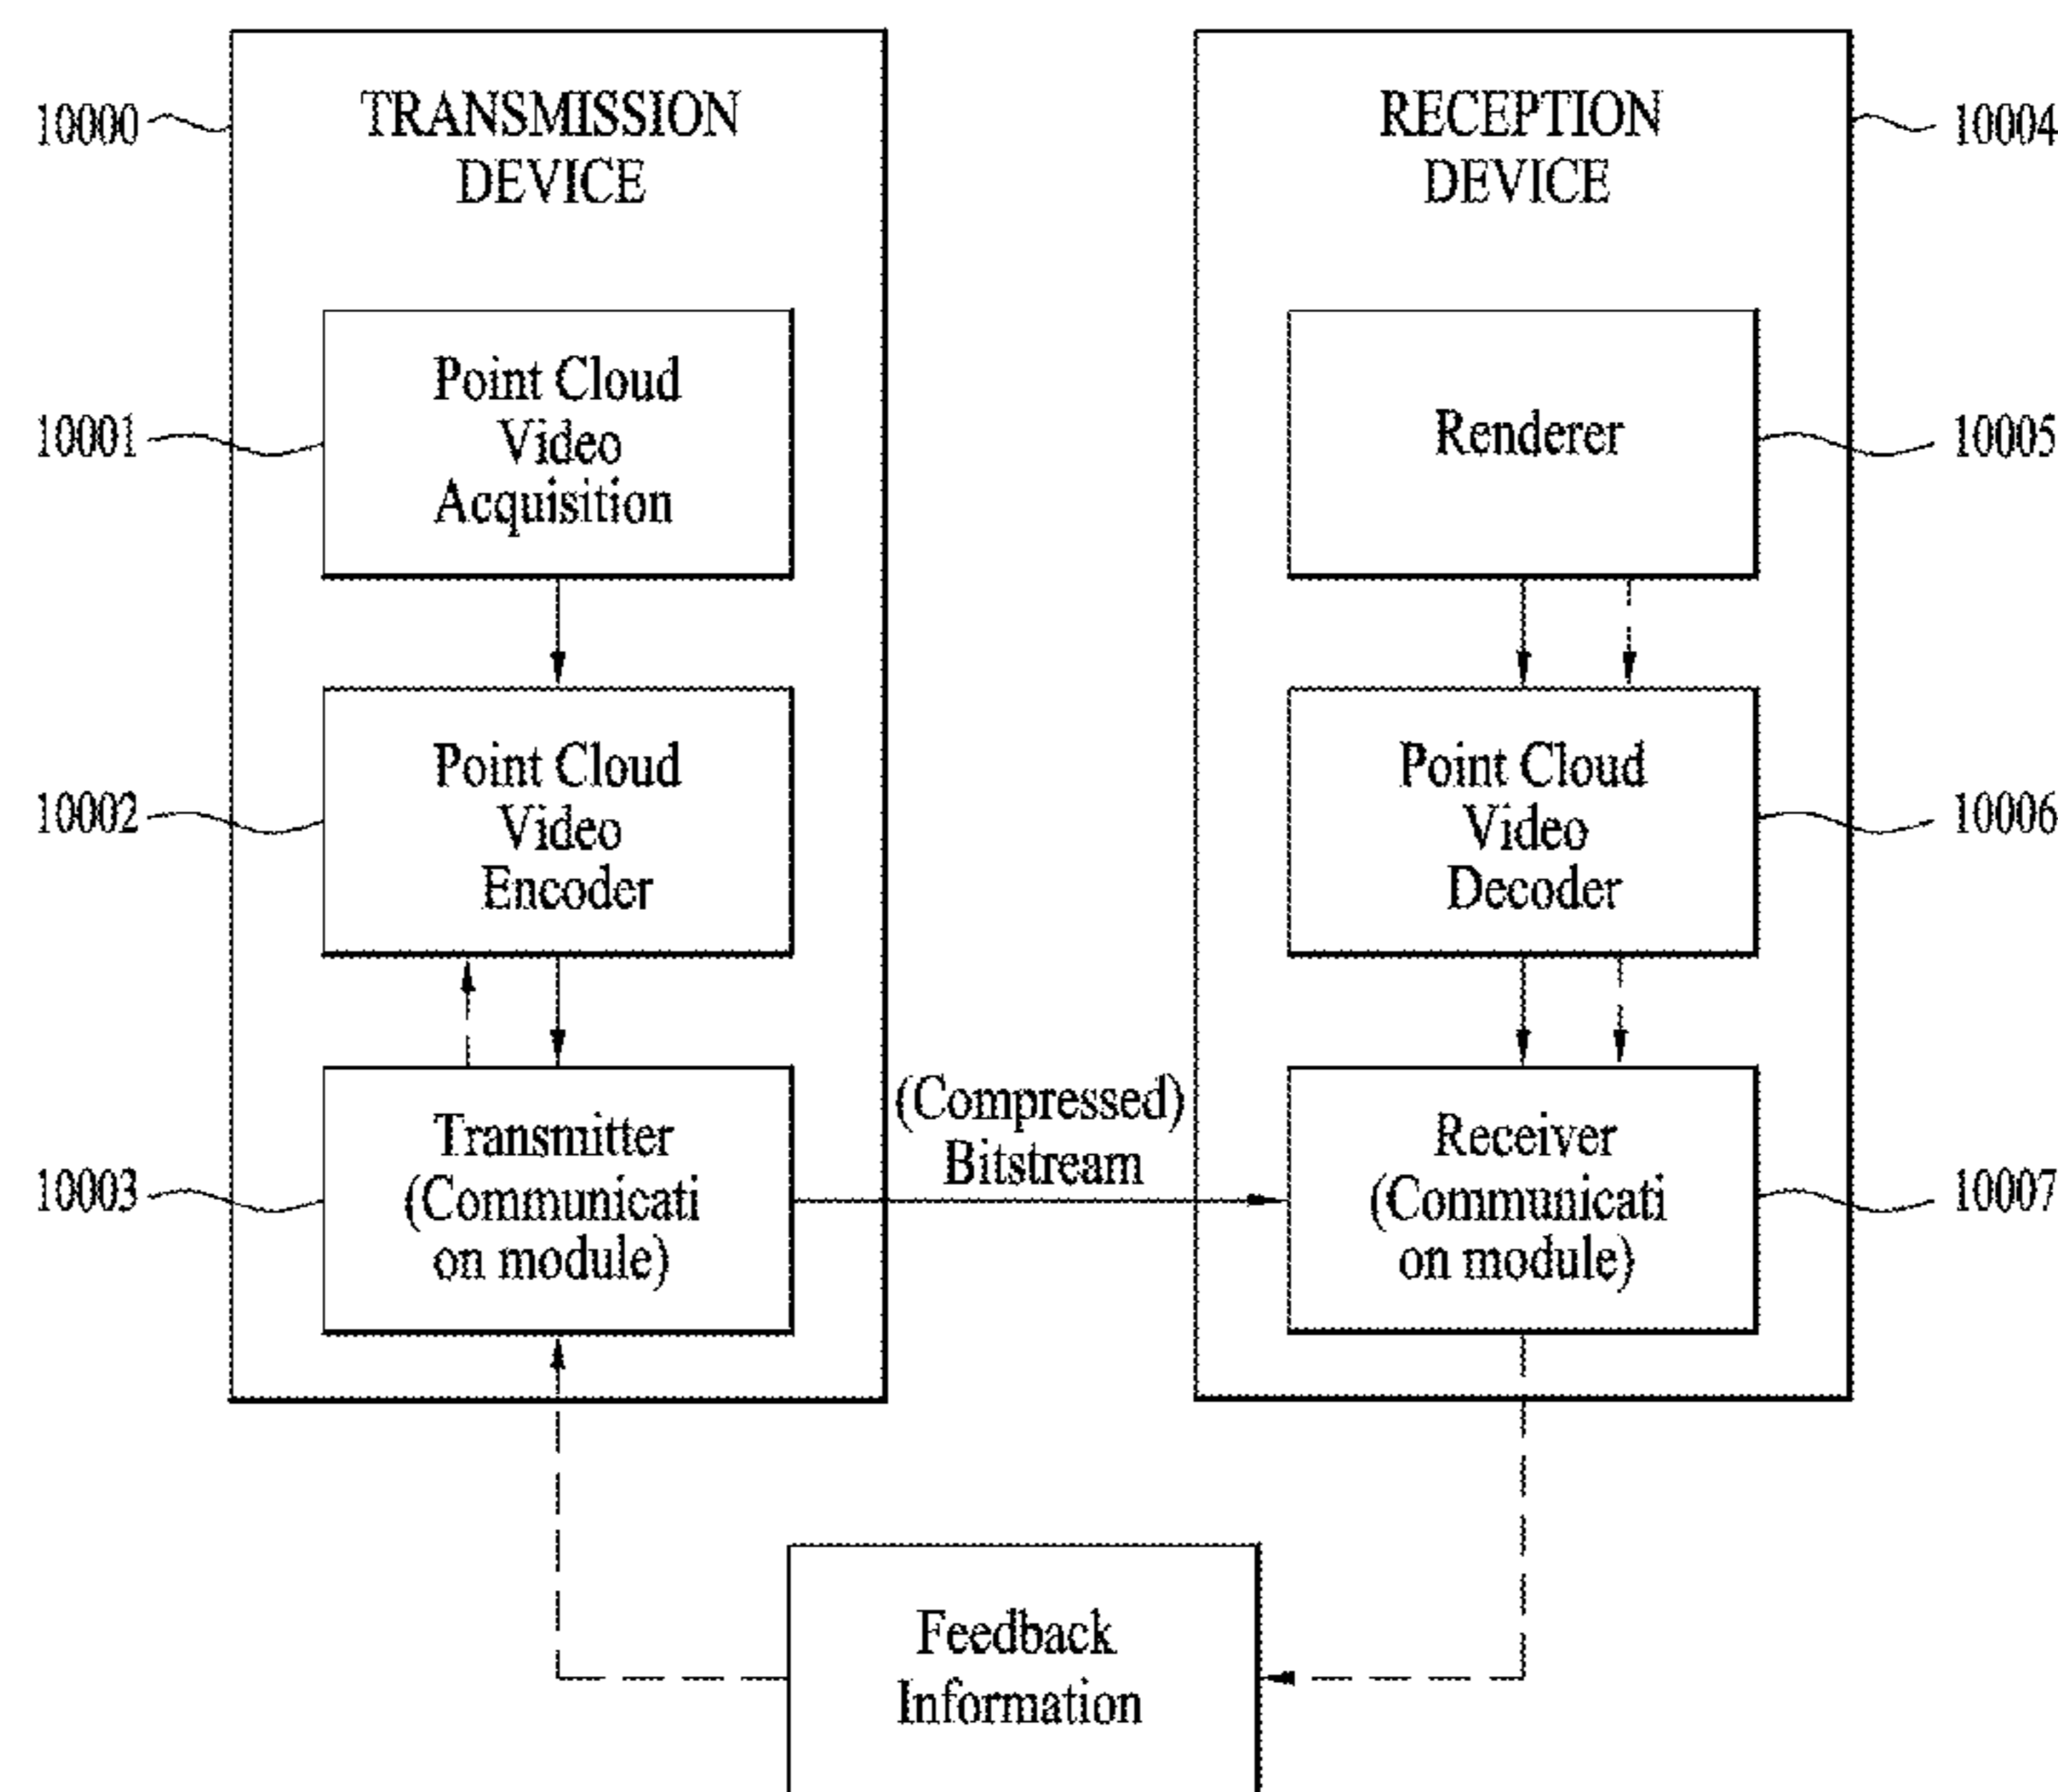 10000
TRANSMISSION
DEVICE
10001
Point Cloud
Video
Acquisition
10002
Point Cloud
Video
Encoder
10003
Transmitter
(Communicati
on module)
(Compressed)
Bitstream
RECEPTION
DEVICE
10004
Renderer
10005
Point Cloud
Video
Decoder
10006
Receiver
(Communicati
on module)
10007
Feedback
Information